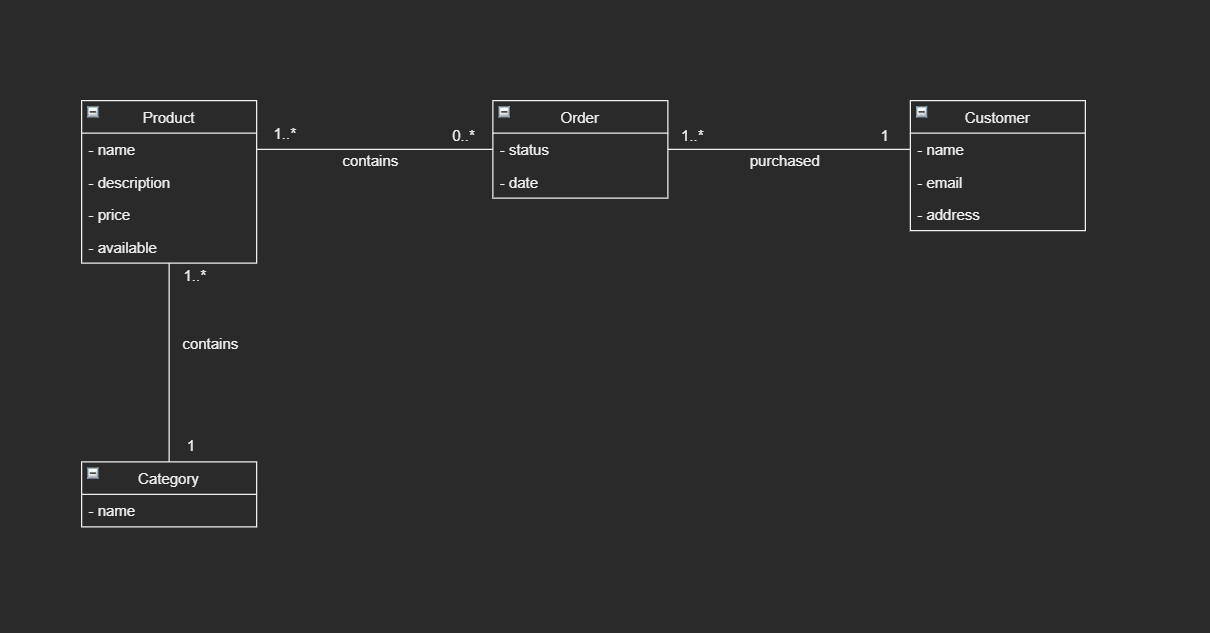 Product
- name
- description
- price
- available
1..*
contains
0..*
Order
- status
- date
1..*
purchased
1
Customer
- name
- email
- address
1..*
contains
1
Category
- name